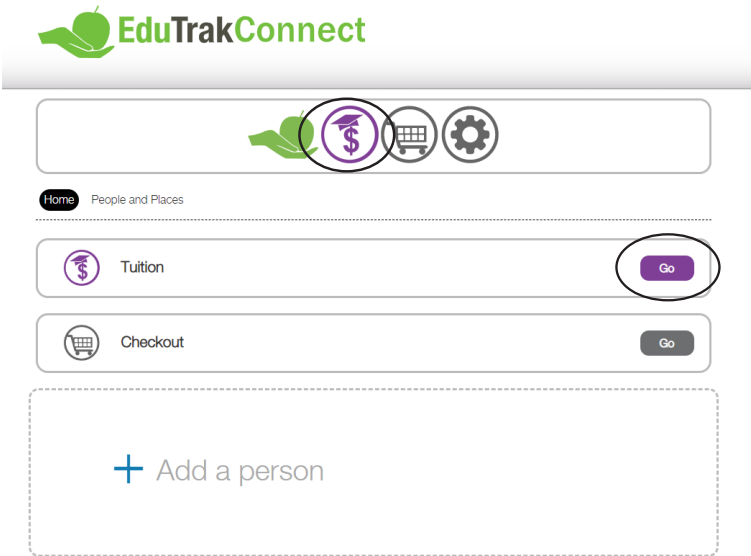 EduTrakConnect
$
Home People and Places
$ Tuition Go
Checkout Go
+ Add a person